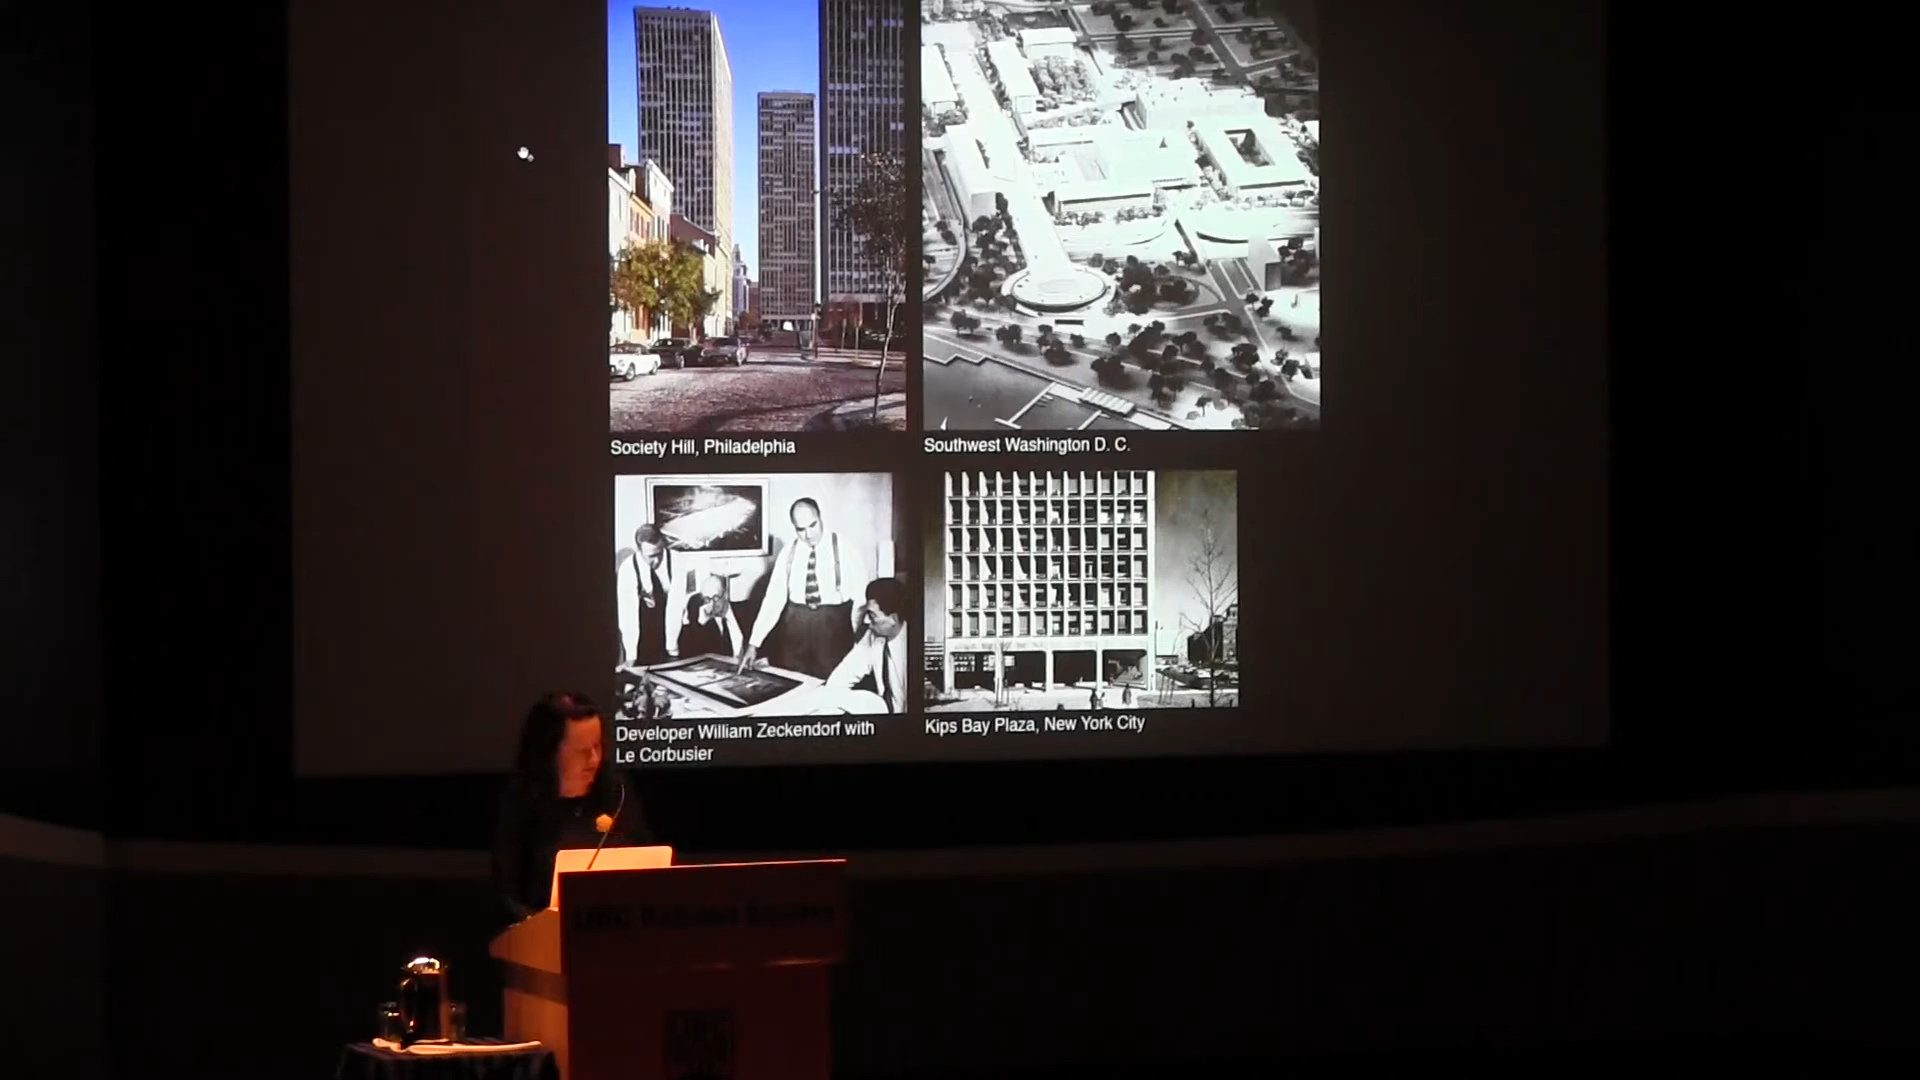 Society Hill, Philadelphia
Southwest Washington D. C.
Developer William Zeckendorf with
Le Corbusier
Kips Bay Plaza, New York City